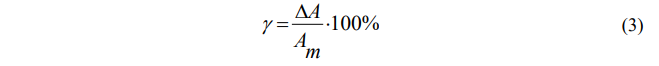 γ = ΔA / A_m · 100% (3)